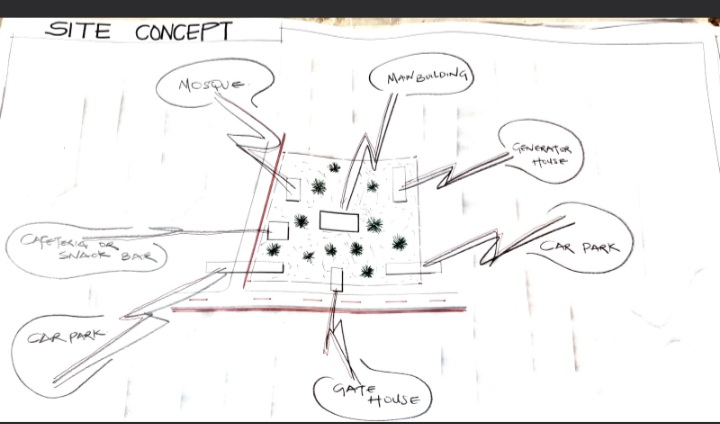 SITE CONCEPT
MOSQUE
MAIN BUILDING
GENERATOR
HOUSE
CAFETERIA OR
SNACK BAR
CAR PARK
CAR PARK
GATE
HOUSE